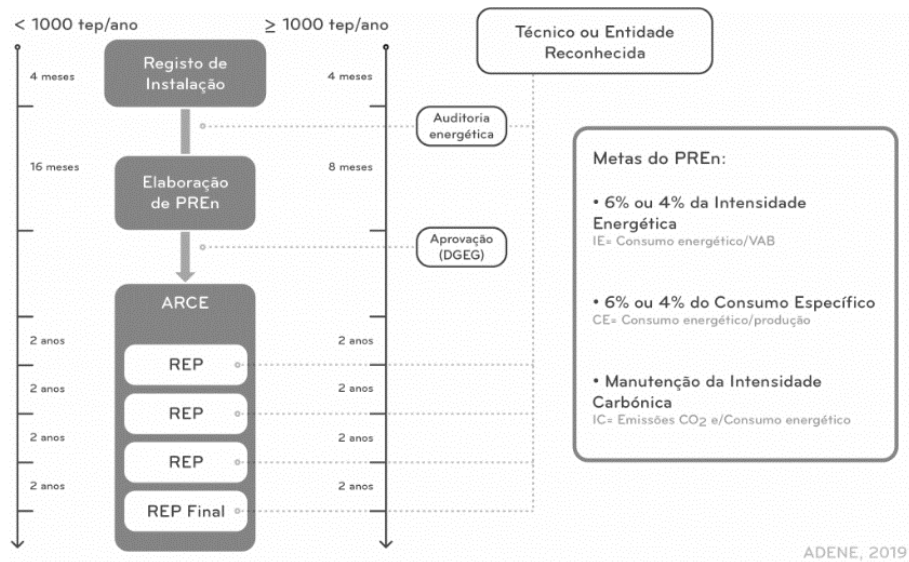 < 1000 tep/ano
≥ 1000 tep/ano
Técnico ou Entidade
Reconhecida
4 meses
Registo de
Instalação
4 meses
Auditoria
energética
16 meses
Elaboração
de PREn
8 meses
Aprovação
(DGEG)
ARCE
2 anos
REP
2 anos
2 anos
REP
2 anos
2 anos
REP
2 anos
2 anos
REP Final
2 anos
Metas do PREn:
• 6% ou 4% da Intensidade
Energética
IE= Consumo energético/VAB
• 6% ou 4% do Consumo Específico
CE= Consumo energético/produção
• Manutenção da Intensidade
Carbónica
IC= Emissões CO2 e/Consumo energético
ADENE, 2019